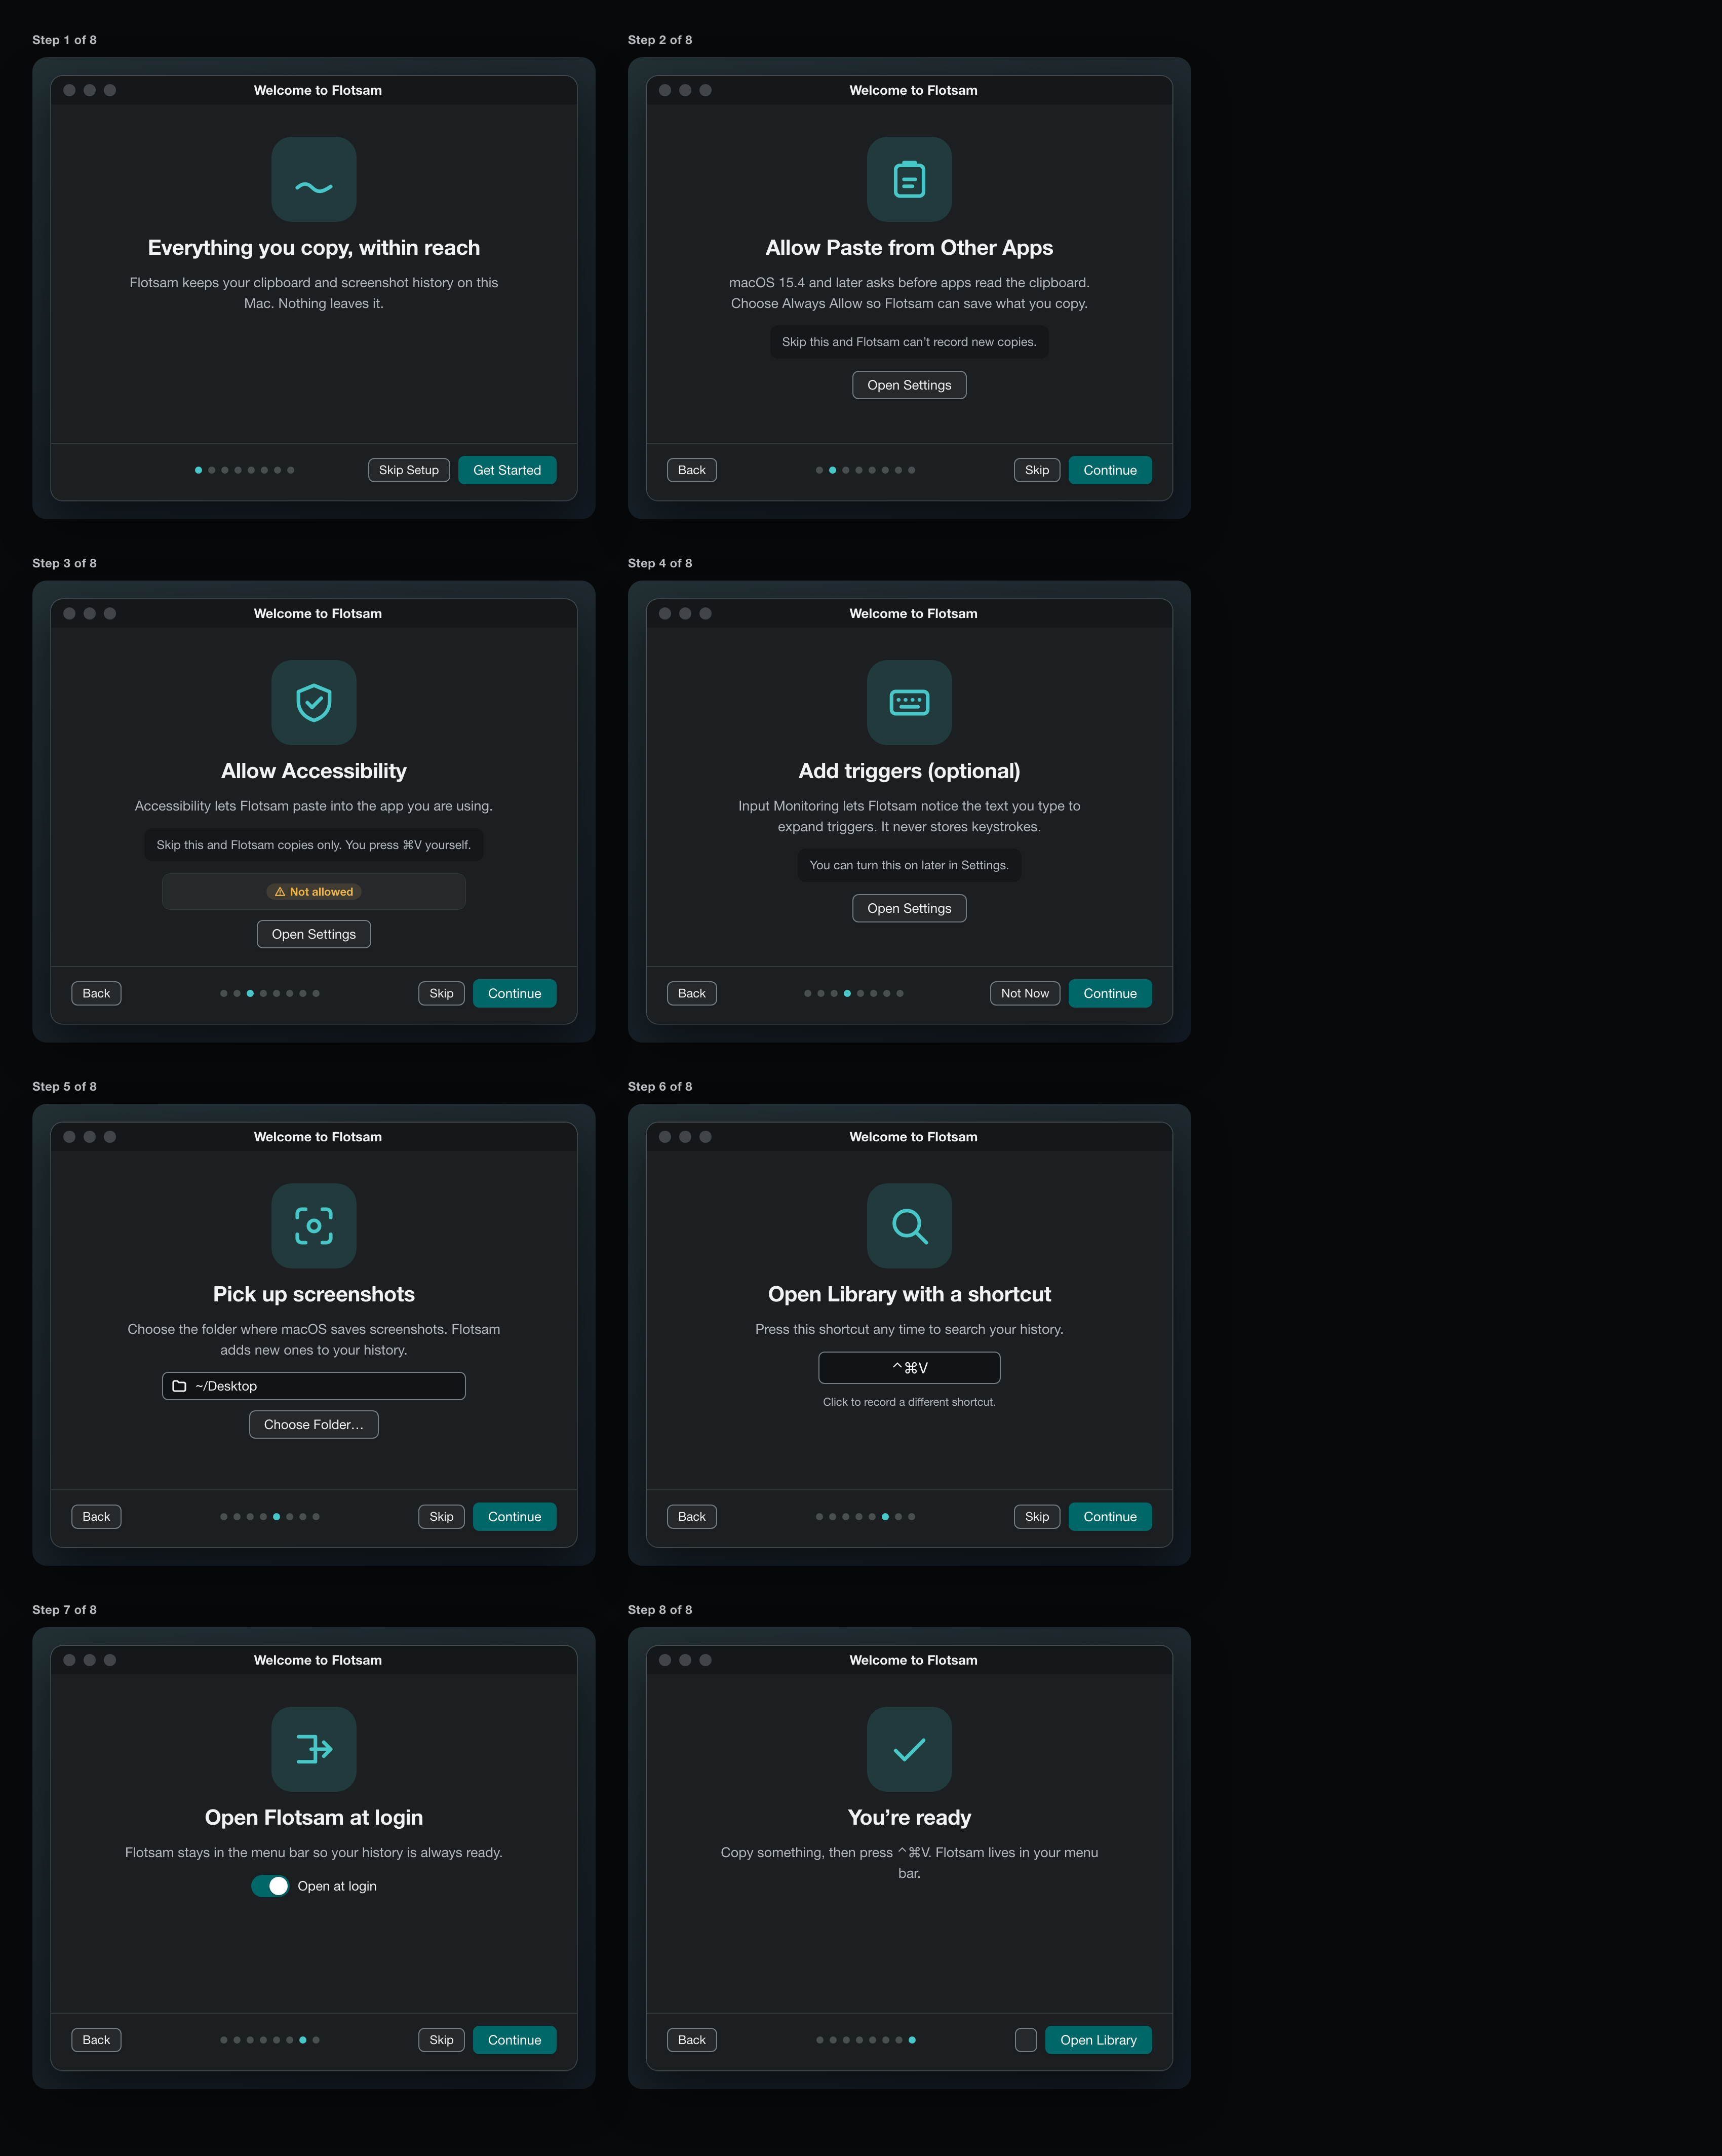 Step 1 of 8
Welcome to Flotsam
Everything you copy, within reach
Flotsam keeps your clipboard and screenshot history on this
Mac. Nothing leaves it.
Skip Setup
Get Started
Step 2 of 8
Welcome to Flotsam
Allow Paste from Other Apps
macOS 15.4 and later asks before apps read the clipboard.
Choose Always Allow so Flotsam can save what you copy.
Skip this and Flotsam can’t record new copies.
Open Settings
Back
Skip
Continue
Step 3 of 8
Welcome to Flotsam
Allow Accessibility
Accessibility lets Flotsam paste into the app you are using.
Skip this and Flotsam copies only. You press ⌘V yourself.
Not allowed
Open Settings
Back
Skip
Continue
Step 4 of 8
Welcome to Flotsam
Add triggers (optional)
Input Monitoring lets Flotsam notice the text you type to
expand triggers. It never stores keystrokes.
You can turn this on later in Settings.
Open Settings
Back
Not Now
Continue
Step 5 of 8
Welcome to Flotsam
Pick up screenshots
Choose the folder where macOS saves screenshots. Flotsam
adds new ones to your history.
~/Desktop
Choose Folder…
Back
Skip
Continue
Step 6 of 8
Welcome to Flotsam
Open Library with a shortcut
Press this shortcut any time to search your history.
⌃⌘V
Click to record a different shortcut.
Back
Skip
Continue
Step 7 of 8
Welcome to Flotsam
Open Flotsam at login
Flotsam stays in the menu bar so your history is always ready.
Open at login
Back
Skip
Continue
Step 8 of 8
Welcome to Flotsam
You’re ready
Copy something, then press ⌃⌘V. Flotsam lives in your menu
bar.
Back
Open Library